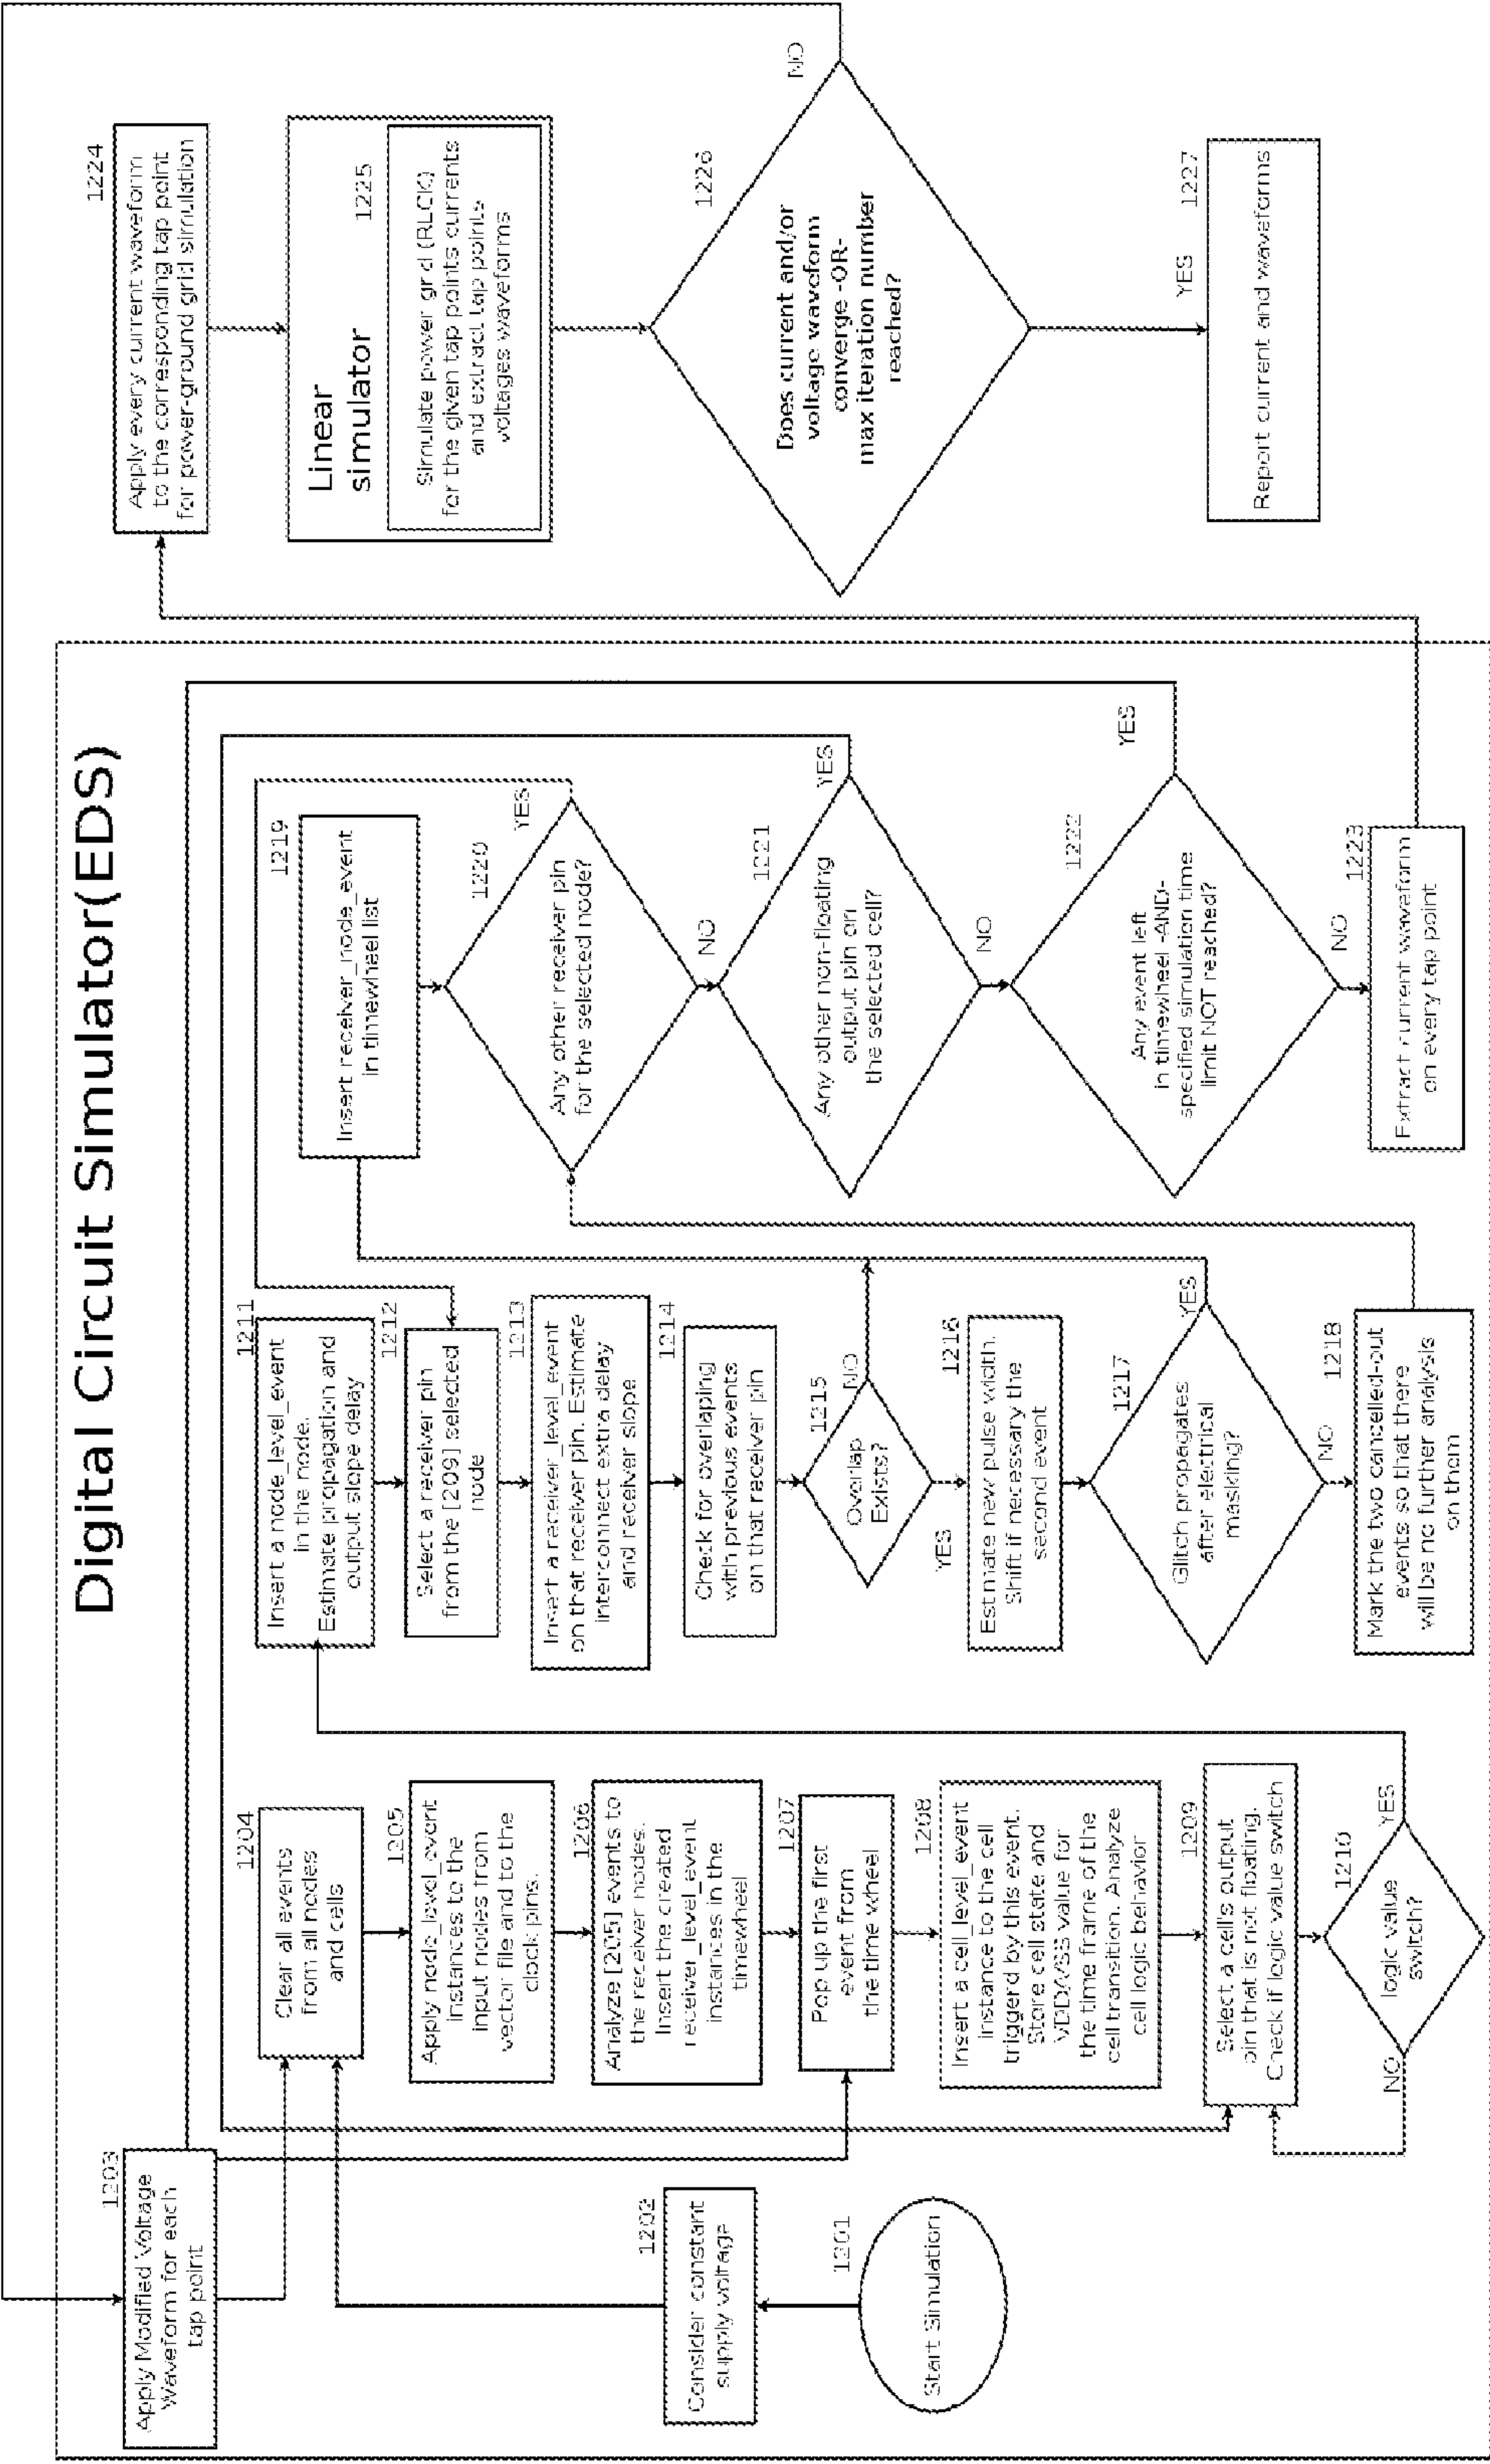 Digital Circuit Simulator(EDS)
Start Simulation
1201
Consider constant
supply voltage
1202
Apply Modified Voltage
Waveform for each
tap point
1203
Clear all events
from all nodes
and cells
1204
Apply node_level_event
instances to the
input nodes from
vector file and to the
clock pins.
1205
Analyze [205] events to
the receiver nodes.
Insert the created
receiver_level_event
instances in the
timewheel
1206
Pop up the first
event from
the time wheel
1207
Insert a cell_level_event
instance to the cell
triggerd by this event.
Store cell state and
VDD/VSS value for
the time frame of the
cell transition. Analyze
cell logic behavior
1208
Select a cell's output
pin that is not floating.
Check if logic value switch
1209
logic value
switch?
1210
NO
YES
Insert a node_level_event
in the node.
Estimate propagation and
output slope delay
1211
Select a receiver pin
from the [209] selected
node
1212
Insert a receiver_level_event
on that receiver pin. Estimate
interconnect extra delay
and receiver slope
1213
Check for overlaping
with previous events
on that receiver pin
1214
Overlap
Exists?
1215
NO
YES
Estmate new pulse width.
Shift if necessary the
second event
1216
Glitch propagates
after electrical
masking?
1217
YES
NO
Mark the two cancelled-out
events so that there
will be no further analysis
on them
1218
Insert receiver_node_event
in timewheel list
1219
Any other receiver pin
for the selected node?
1220
YES
NO
Any other non-floating
output pin on
the selected cell?
1221
YES
NO
Any event left
in timewheel -AND-
specified simulation time
limit NOT reached?
1222
YES
NO
Extract current waveform
on every tap point
1223
Apply every current waveform
to the corresponding tap point
for power-ground grid simulation
1224
Linear
simulator
1225
Simulate power grid (RLCK)
for the given tap points currents
and extract tap points
voltages waveforms
Does current and/or
voltage waveform
converge -OR-
max iteration number
reached?
1226
NO
YES
Report current and waveforms
1227